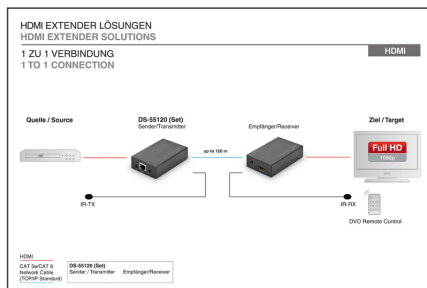 HDMI EXTENDER LÖSUNGEN
HDMI EXTENDER SOLUTIONS
1 ZU 1 VERBINDUNG
1 TO 1 CONNECTION
HDMI
Quelle / Source
DS-55120 (Set)
Sender/Transmitter
Empfänger/Receiver
Ziel / Target
up to 120 m
Full HD
1080p
IR-TX
IR-RX
DVD Remote Control
HDMI
CAT 5e/CAT 6
Network Cable
(TCP/IP Standard)
DS-55120 (Set)
Sender / Transmitter Empfänger/Receiver